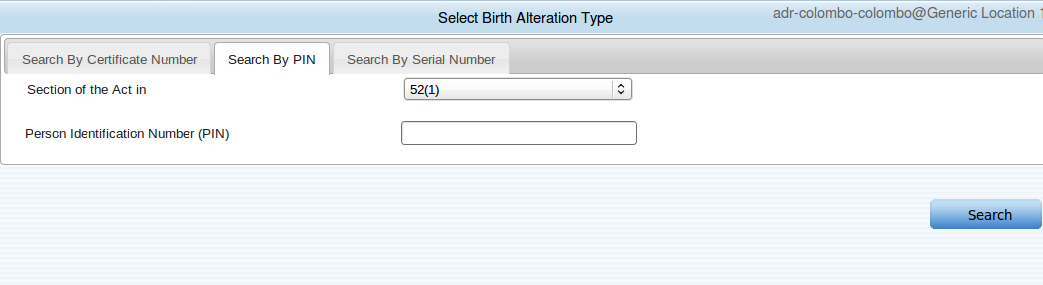 Select Birth Alteration Type
adr-colombo-colombo@Generic Location 1
Search By Certificate Number
Search By PIN
Search By Serial Number
Section of the Act in
52(1)
Person Identification Number (PIN)
Search